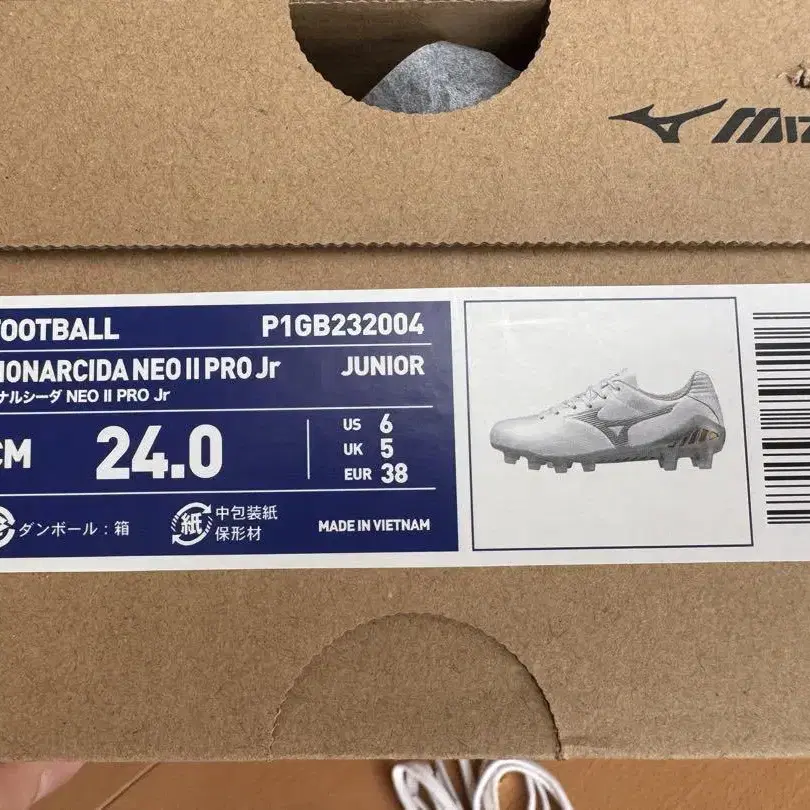 MIZ
FOOTBALL P1GB232004
MONARCIDA NEO II PRO Jr JUNIOR
ナルシーダ NEO II PRO Jr
CM 24.0
US 6
UK 5
EUR 38
ダンボール：箱
紙 中包装紙
保形材
MADE IN VIETNAM